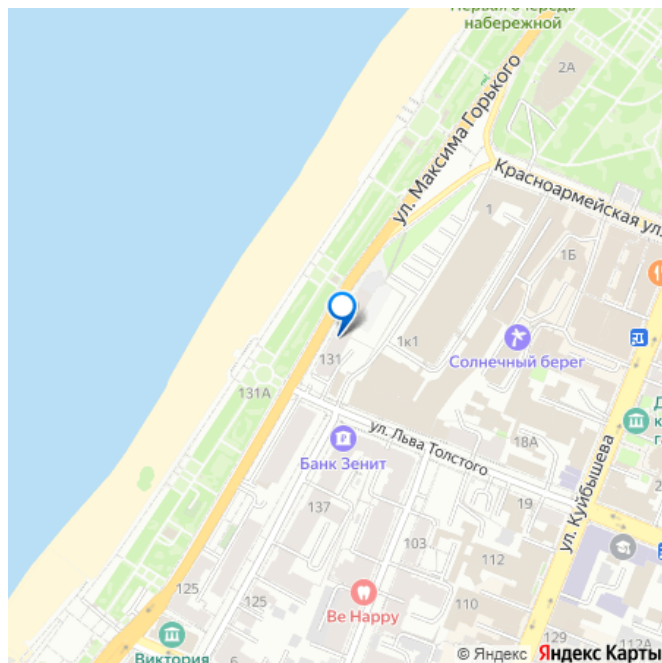 Первая очередь
набережной
2А
ул. Максима Горького
Красноармейская ул.
1
1Б
Солнечный берег
1к1
131
131А
ул. Льва Толстого
Банк Зенит
18А
ул. Куйбышева
137
19
103
112
125
125
Be Happy
110
129
112А
Виктория
© Яндекс Яндекс Карты